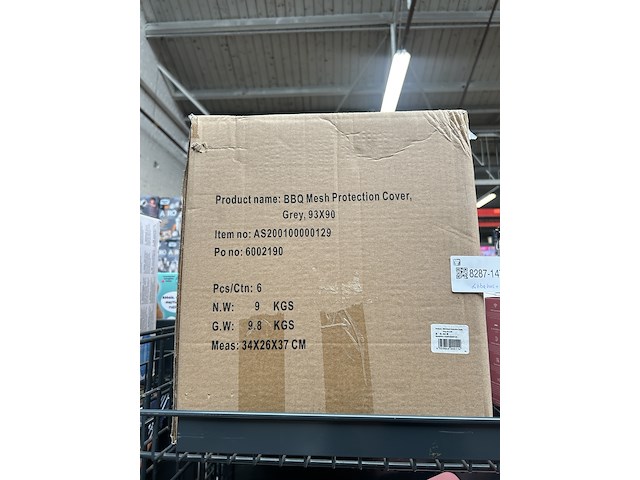 Product name: BBQ Mesh Protection Cover,
Grey, 93X90
Item no: AS200100000129
Po no: 6002190
Pcs/Ctn: 6
N.W: 9 KGS
G.W: 9.8 KGS
Meas: 34X26X37 CM